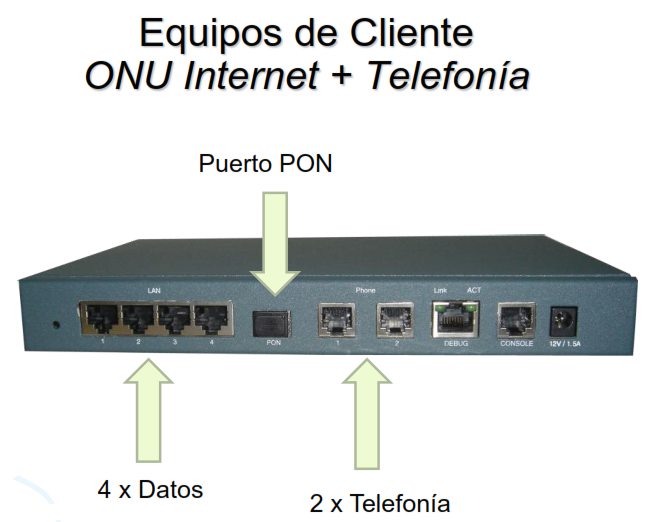 Equipos de Cliente
ONU Internet + Telefonía
Puerto PON
LAN
Phone
Link ACT
1 2 3 4
PON
1 2
DEBUG
CONSOLE
12V / 1.5A
4 x Datos
2 x Telefonía